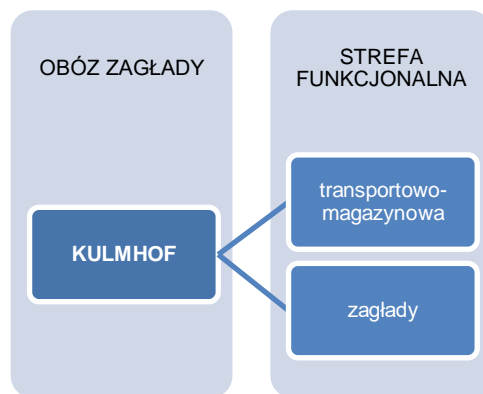 OBÓZ ZAGŁADY
STREFA
FUNKCJONALNA
KULMHOF
transportowo-
magazynowa
zagłady